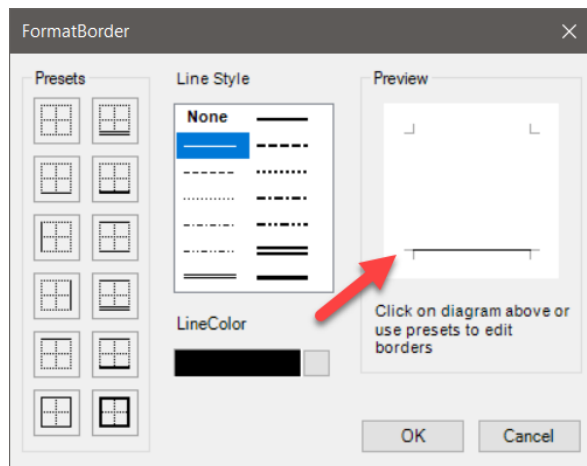 FormatBorder
Presets
Line Style
None
LineColor
Preview
Click on diagram above or
use presets to edit
borders
OK
Cancel